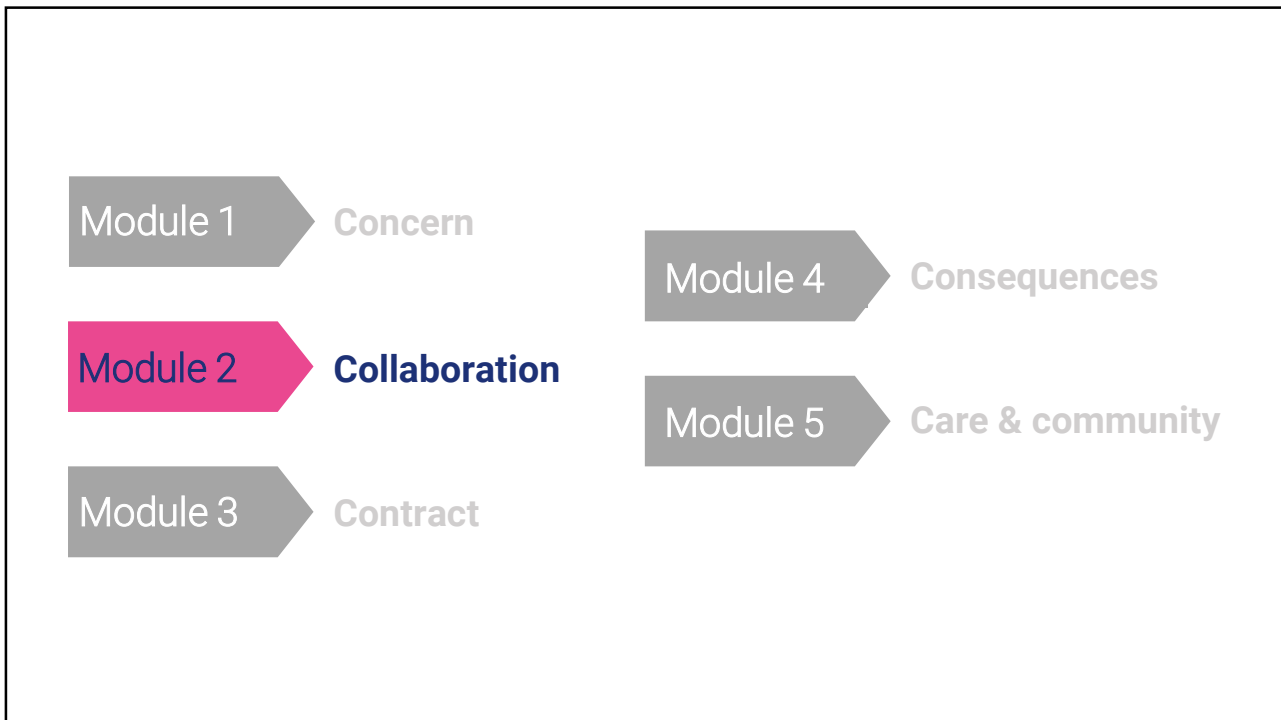 Module 1 Concern
Module 2 Collaboration
Module 3 Contract
Module 4 Consequences
Module 5 Care & community